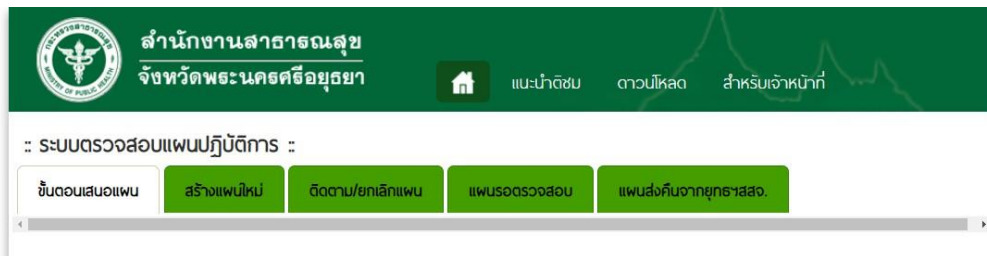 สำนักงานสาธารณสุข
จังหวัดพระนครศรีอยุธยา
แนะนำติชม ดาวน์โหลด สำหรับเจ้าหน้าที่
:: ระบบตรวจสอบแผนปฏิบัติการ ::
ขั้นตอนเสนอแผน สร้างแผนใหม่ ติดตาม/ยกเลิกแผน แผนรอตรวจสอบ แผนส่งคืนจากยุทธฯสสจ.